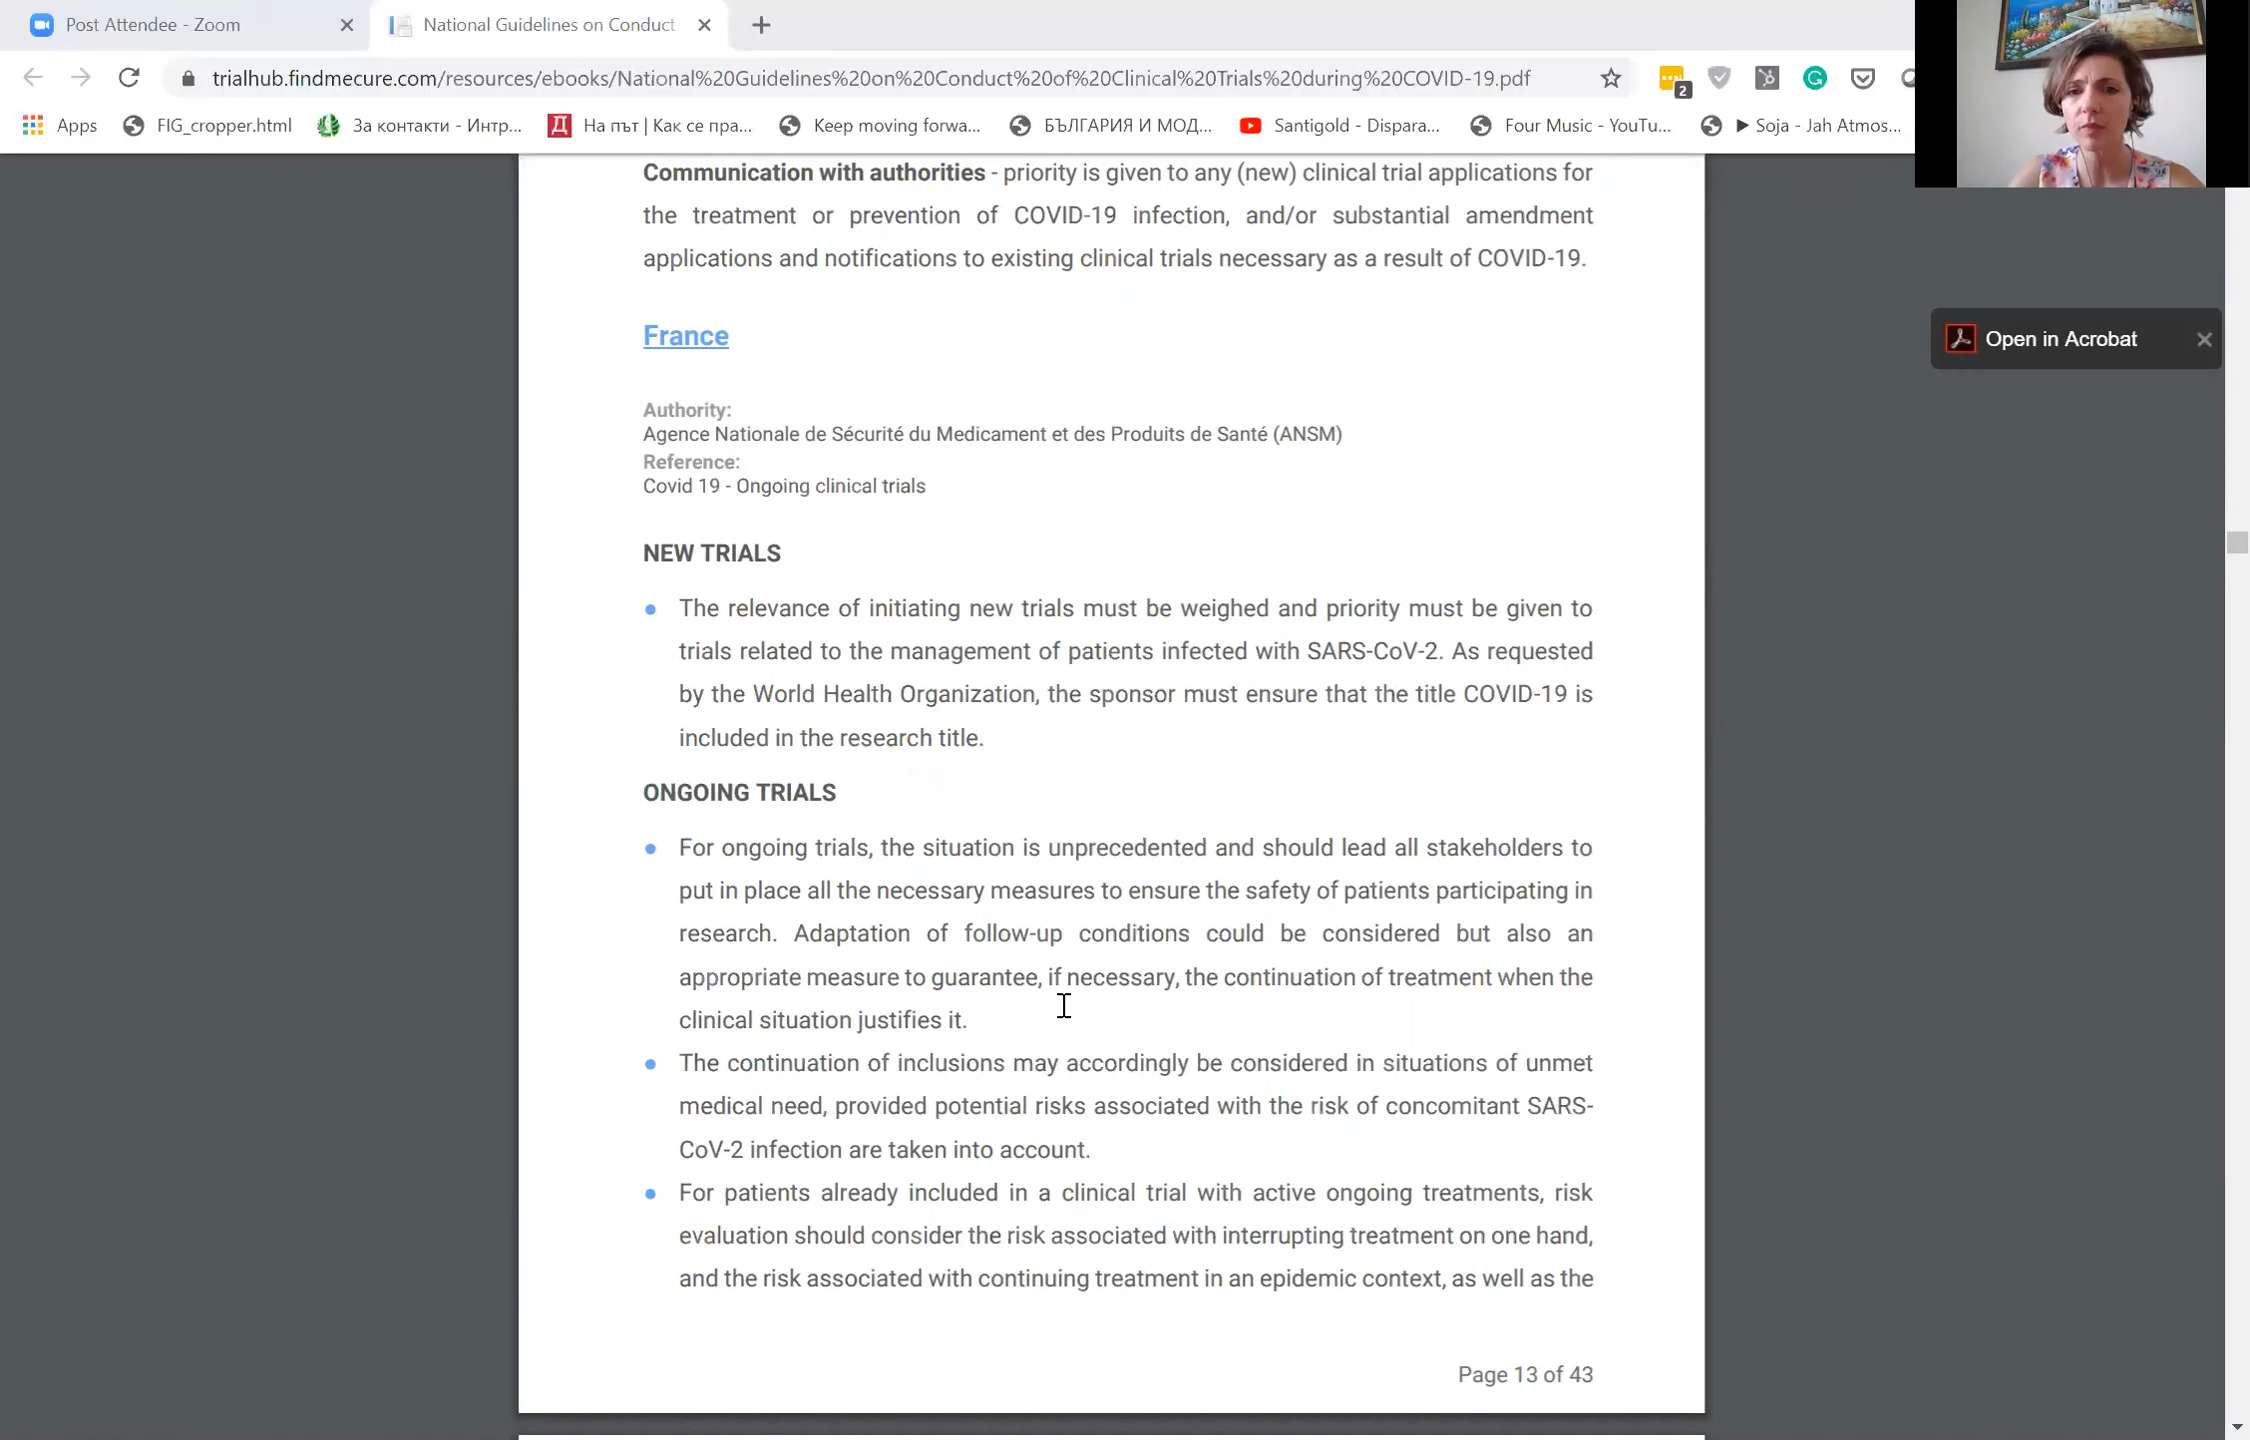 Post Attendee - Zoom
National Guidelines on Conduct
trialhub.findmecure.com/resources/ebooks/National%20Guidelines%20on%20Conduct%20of%20Clinical%20Trials%20during%20COVID-19.pdf
2
Apps
FIG_cropper.html
За контакти - Интр...
На път | Как се пра...
Keep moving forwa...
БЪЛГАРИЯ И МОД...
Santigold - Dispara...
Four Music - YouTu...
► Soja - Jah Atmos...
Open in Acrobat
Communication with authorities - priority is given to any (new) clinical trial applications for
the treatment or prevention of COVID-19 infection, and/or substantial amendment
applications and notifications to existing clinical trials necessary as a result of COVID-19.
France
Authority:
Agence Nationale de Sécurité du Medicament et des Produits de Santé (ANSM)
Reference:
Covid 19 - Ongoing clinical trials
NEW TRIALS
● The relevance of initiating new trials must be weighed and priority must be given to
trials related to the management of patients infected with SARS-CoV-2. As requested
by the World Health Organization, the sponsor must ensure that the title COVID-19 is
included in the research title.
ONGOING TRIALS
● For ongoing trials, the situation is unprecedented and should lead all stakeholders to
put in place all the necessary measures to ensure the safety of patients participating in
research. Adaptation of follow-up conditions could be considered but also an
appropriate measure to guarantee, if necessary, the continuation of treatment when the
clinical situation justifies it.
● The continuation of inclusions may accordingly be considered in situations of unmet
medical need, provided potential risks associated with the risk of concomitant SARS-
CoV-2 infection are taken into account.
● For patients already included in a clinical trial with active ongoing treatments, risk
evaluation should consider the risk associated with interrupting treatment on one hand,
and the risk associated with continuing treatment in an epidemic context, as well as the
Page 13 of 43